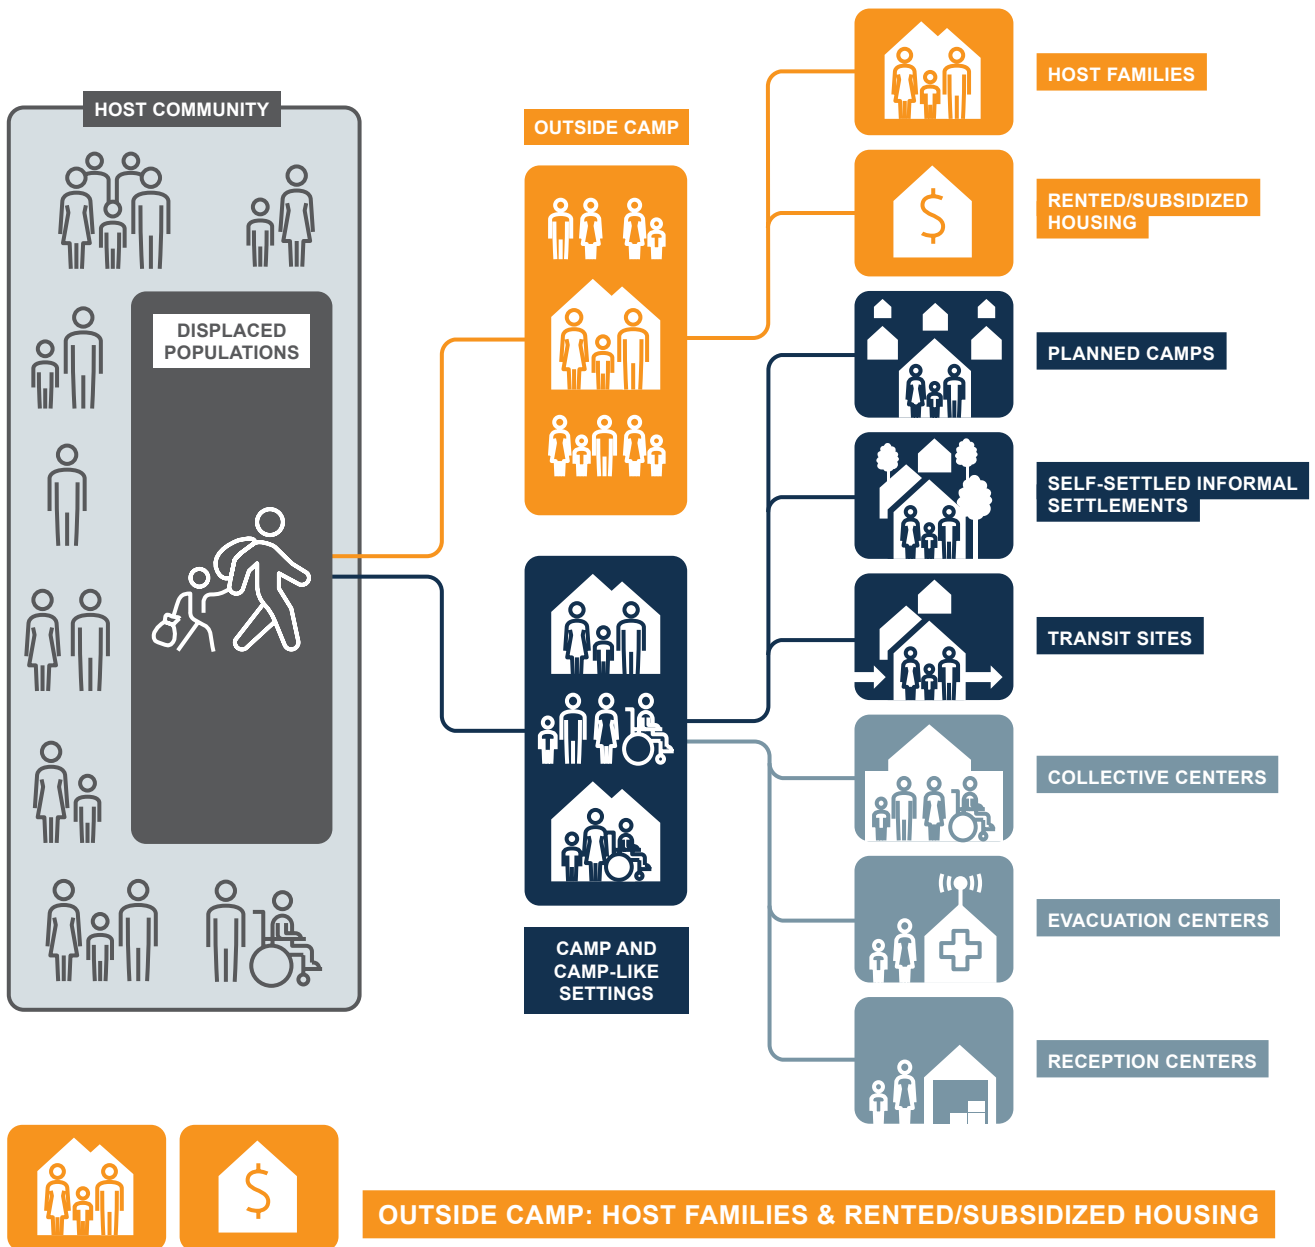 HOST COMMUNITY
DISPLACED
POPULATIONS
OUTSIDE CAMP
CAMP AND
CAMP-LIKE
SETTINGS
HOST FAMILIES
$
RENTED/SUBSIDIZED
HOUSING
PLANNED CAMPS
SELF-SETTLED INFORMAL
SETTLEMENTS
TRANSIT SITES
COLLECTIVE CENTERS
EVACUATION CENTERS
RECEPTION CENTERS
$
OUTSIDE CAMP: HOST FAMILIES & RENTED/SUBSIDIZED HOUSING